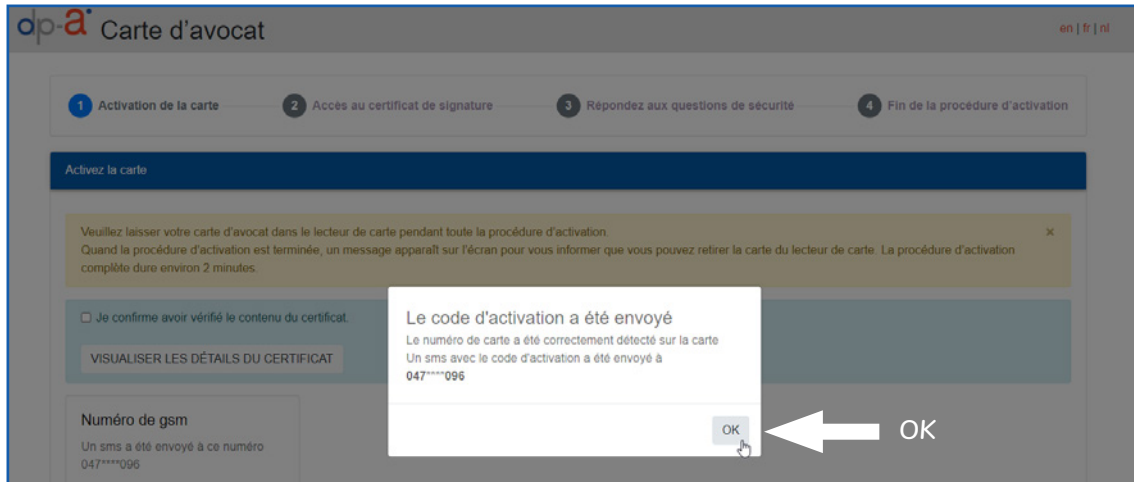 dp-a Carte d'avocat
en | fr | nl
1 Activation de la carte 2 Accès au certificat de signature 3 Répondez aux questions de sécurité 4 Fin de la procédure d'activation
Activez la carte
Veuillez laisser votre carte d'avocat dans le lecteur de carte pendant toute la procédure d'activation. ×
Quand la procédure d'activation est terminée, un message apparaît sur l'écran pour vous informer que vous pouvez retirer la carte du lecteur de carte. La procédure d'activation
complète dure environ 2 minutes.
Je confirme avoir vérifié le contenu du certificat.
VISUALISER LES DÉTAILS DU CERTIFICAT
Le code d'activation a été envoyé
Le numéro de carte a été correctement détecté sur la carte
Un sms avec le code d'activation a été envoyé à
047****096
OK
OK
Numéro de gsm
Un sms a été envoyé à ce numéro
047****096